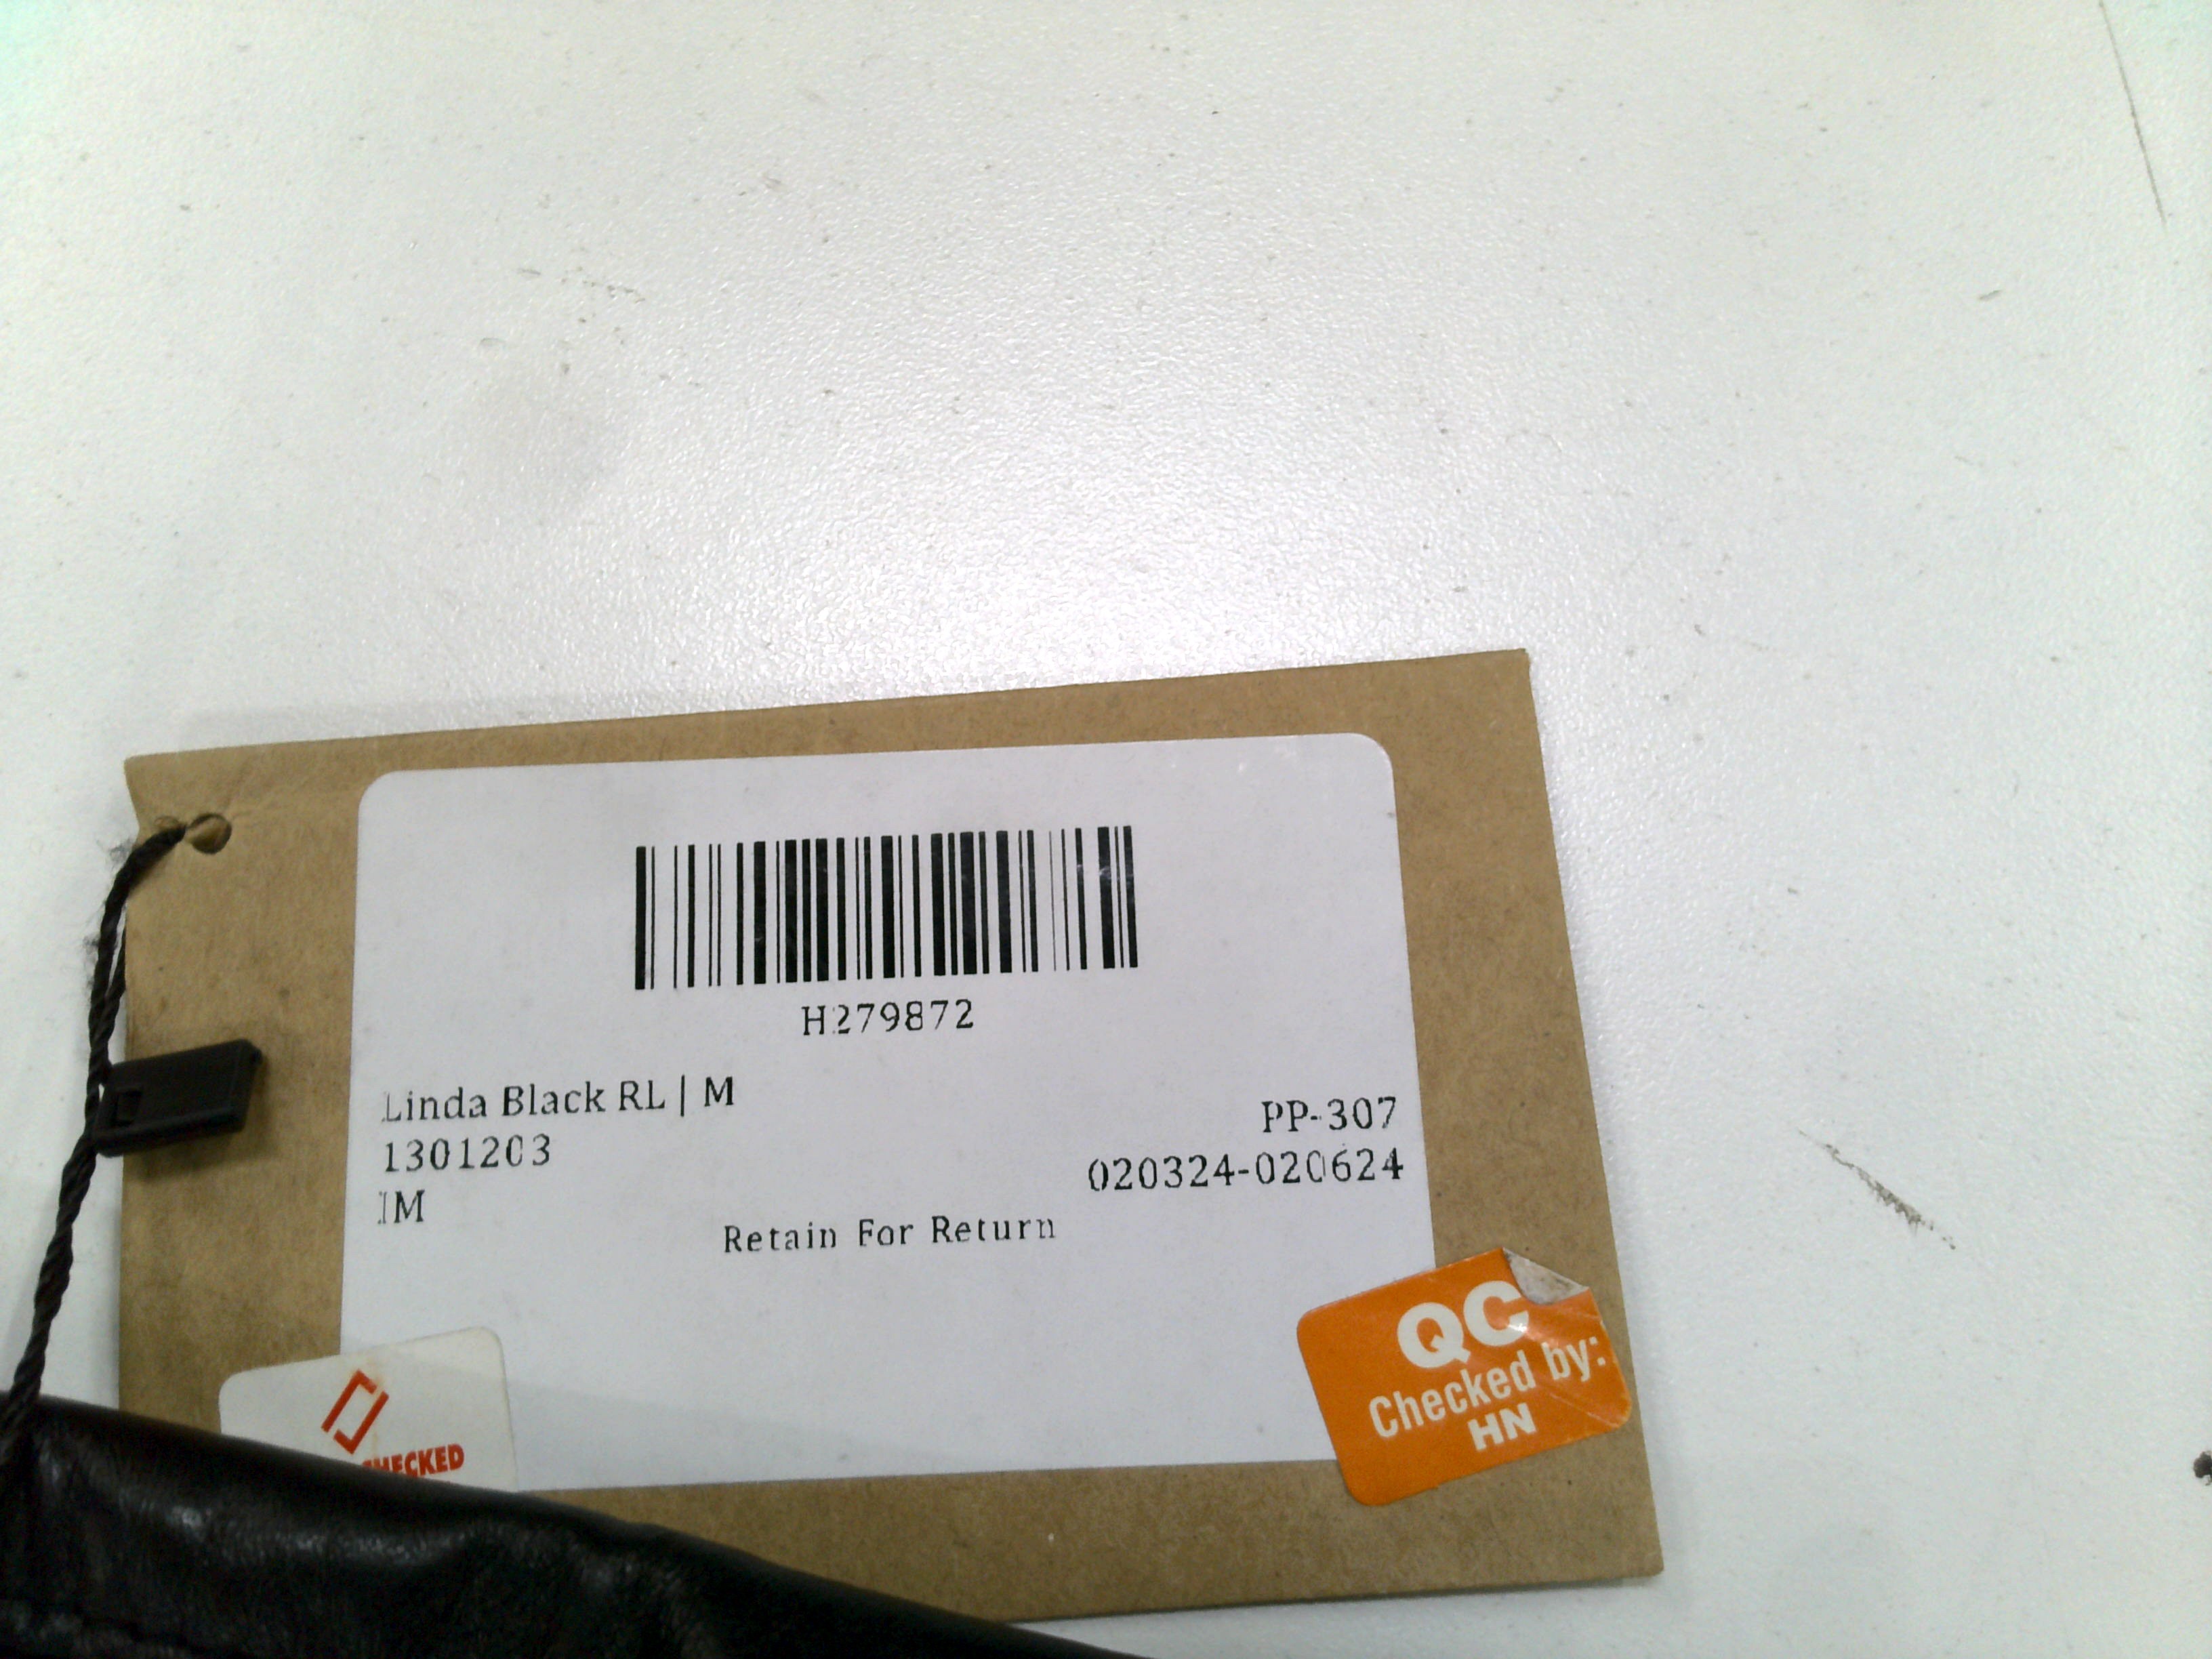 H279872
Linda Black RL | M
PP-307
1301203
020324-020624
IM
Retain For Return
QC
Checked by:
HN
CHECKED